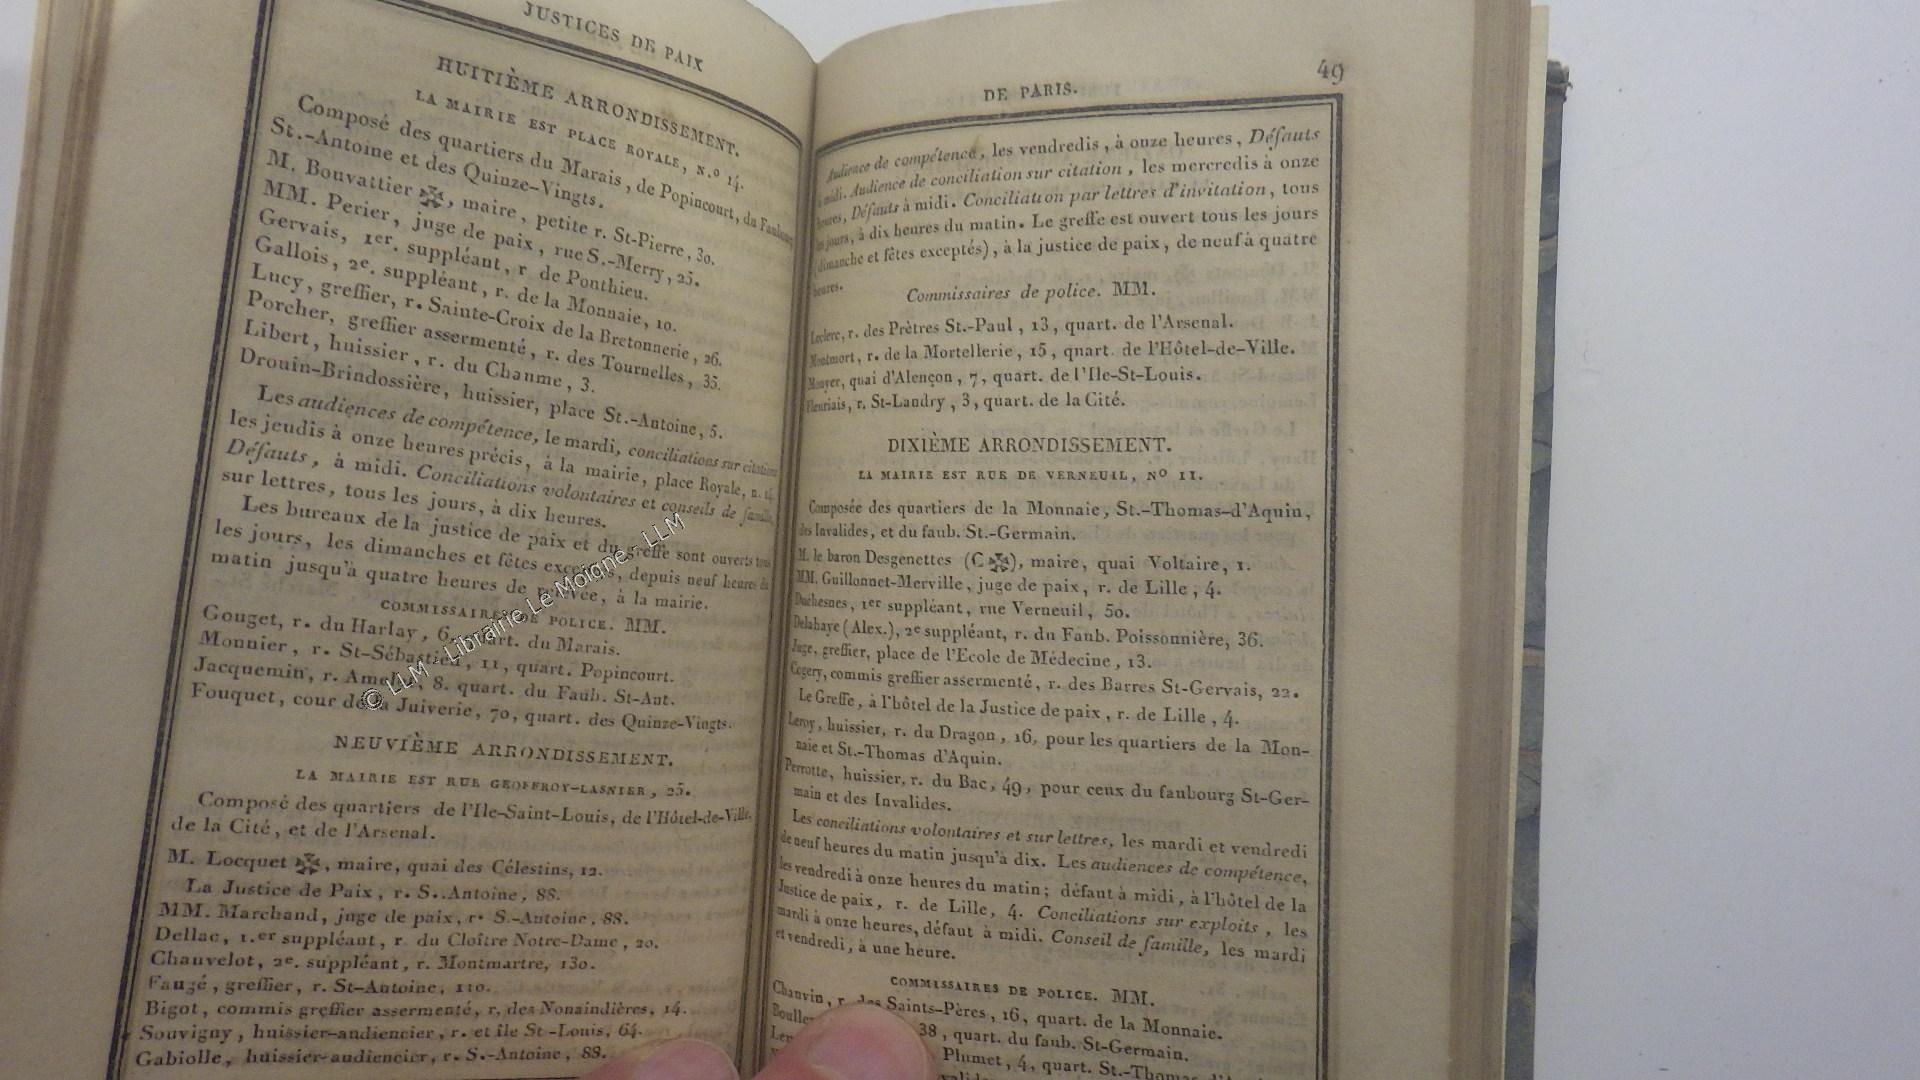 JUSTICES DE PAIX
HUITIÈME ARRONDISSEMENT.
LA MAIRIE EST PLACE ROYALE, N.º 14.
Composé des quartiers du Marais, de Popincourt, du Faubourg
St.-Antoine et des Quinze-Vingts.
M. Bouvattier ✠, maire, petite r. St-Pierre, 30.
MM. Perier, juge de paix, rue S.-Merry, 25.
Gervais, 1er. suppléant, r de Ponthieu.
Gallois, 2e. suppléant, r. de la Monnaie, 10.
Lucy, greffier, r. Sainte-Croix de la Bretonnerie, 26.
Porcher, greffier assermenté, r. des Tournelles, 35.
Libert, huissier, r. du Chaume, 3.
Drouin-Brindossière, huissier, place St.-Antoine, 5.
Les audiences de compétence, le mardi, conciliations sur citations
les jeudis à onze heures précis, à la mairie, place Royale, n. 14.
Défauts, à midi. Conciliations volontaires et conseils de famille,
sur lettres, tous les jours, à dix heures.
Les bureaux de la justice de paix et du greffe sont ouverts tous
les jours, les dimanches et fêtes exceptés, depuis neuf heures du
matin jusqu'à quatre heures de relevée, à la mairie.
COMMISSAIRES DE POLICE. MM.
Gouget, r. du Harlay, 6, quart. du Marais.
Monnier, r. St-Sébastien, 11, quart. Popincourt.
Jacquemin, r. Amelot, 8. quart. du Faub. St-Ant.
Fouquet, cour de la Juiverie, 70, quart. des Quinze-Vingts.
NEUVIÈME ARRONDISSEMENT.
LA MAIRIE EST RUE GEOFFROY-LASNIER, 25.
Composé des quartiers de l'Ile-Saint-Louis, de l'Hôtel-de-Ville,
de la Cité, et de l'Arsenal.
M. Locquet ✠, maire, quai des Célestins, 12.
La Justice de Paix, r. S..Antoine, 88.
MM. Marchand, juge de paix, r. S.-Antoine, 88.
Dellac, 1.er suppléant, r. du Cloître Notre-Dame, 20.
Chauvelot, 2e. suppléant, r. Montmartre, 130.
Fauzé, greffier, r. St-Antoine, 110.
Bigot, commis greffier assermenté, r. des Nonaindières, 14.
Souvigny, huissier-audiencier, r. et île St-Louis, 64.
Gabiolle, huissier-audiencier, r. S.-Antoine, 88.
© LLM - Librairie Le Moigne - LLM
DE PARIS.
49
Audience de compétence, les vendredis, à onze heures, Défauts
à midi. Audience de conciliation sur citation, les mercredis à onze
heures, Défauts à midi. Conciliation par lettres d'invitation, tous
les jours, à dix heures du matin. Le greffe est ouvert tous les jours
(dimanche et fêtes exceptés), à la justice de paix, de neuf à quatre
heures.
Commissaires de police. MM.
Leclerc, r. des Prêtres St.-Paul, 13, quart. de l'Arsenal.
Montmort, r. de la Mortellerie, 15, quart. de l'Hôtel-de-Ville.
Monyer, quai d'Alençon, 7, quart. de l'Ile-St-Louis.
Fleuriais, r. St-Landry, 3, quart. de la Cité.
DIXIÈME ARRONDISSEMENT.
LA MAIRIE EST RUE DE VERNEUIL, Nº 11.
Composée des quartiers de la Monnaie, St.-Thomas-d'Aquin,
des Invalides, et du faub. St.-Germain.
M. le baron Desgenettes (C ✠), maire, quai Voltaire, 1.
MM. Guillonnet-Merville, juge de paix, r. de Lille, 4.
Duchesnes, 1er suppléant, rue Verneuil, 50.
Delahaye (Alex.), 2e suppléant, r. du Faub. Poissonnière, 36.
Juge, greffier, place de l'Ecole de Médecine, 13.
Cogery, commis greffier assermenté, r. des Barres St-Gervais, 22.
Le Greffe, à l'hôtel de la Justice de paix, r. de Lille, 4.
Leroy, huissier, r. du Dragon, 16, pour les quartiers de la Mon-
naie et St.-Thomas d'Aquin.
Perrotte, huissier, r. du Bac, 49, pour ceux du faubourg St-Ger-
main et des Invalides.
Les conciliations volontaires et sur lettres, les mardi et vendredi
de neuf heures du matin jusqu'à dix. Les audiences de compétence,
les vendredi à onze heures du matin; défaut à midi, à l'hôtel de la
Justice de paix, r. de Lille, 4. Conciliations sur exploits, les
mardi à onze heures, défaut à midi. Conseil de famille, les mardi
et vendredi, à une heure.
COMMISSAIRES DE POLICE. MM.
Chauvin, r. des Saints-Pères, 16, quart. de la Monnaie.
38, quart. du faub. St-Germain.
Plumet, 4, quart. St.-Thomas